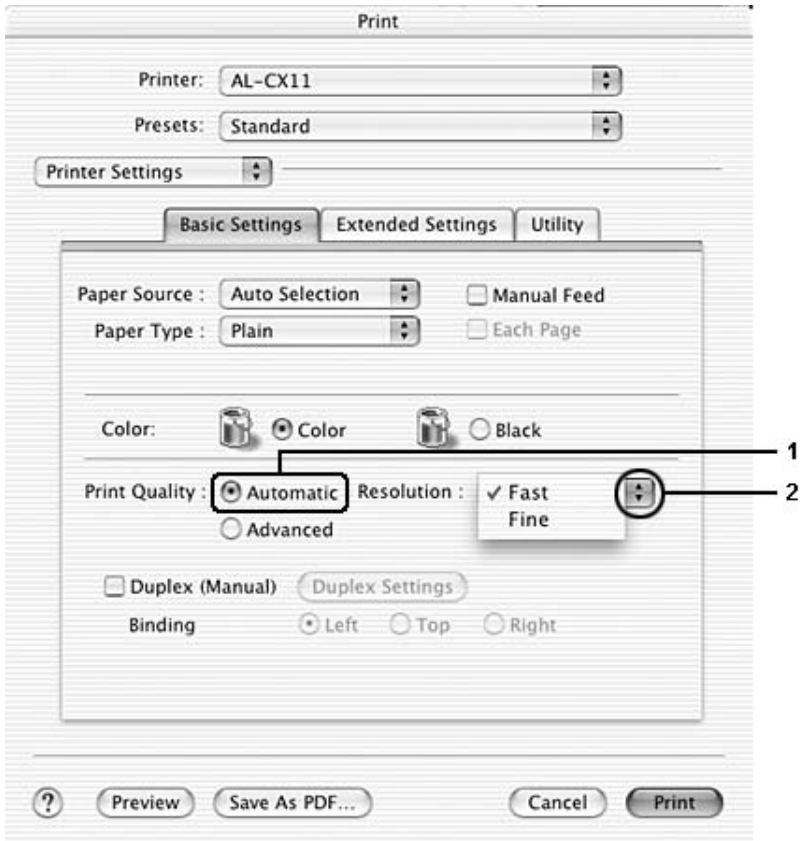 Print
Printer: AL-CX11
Presets: Standard
Printer Settings
Basic Settings Extended Settings Utility
Paper Source : Auto Selection Manual Feed
Paper Type : Plain Each Page
Color: Color Black
1
Print Quality : Automatic Resolution : ✓ Fast 2
Advanced Fine
Duplex (Manual) Duplex Settings
Binding Left Top Right
? Preview Save As PDF... Cancel Print